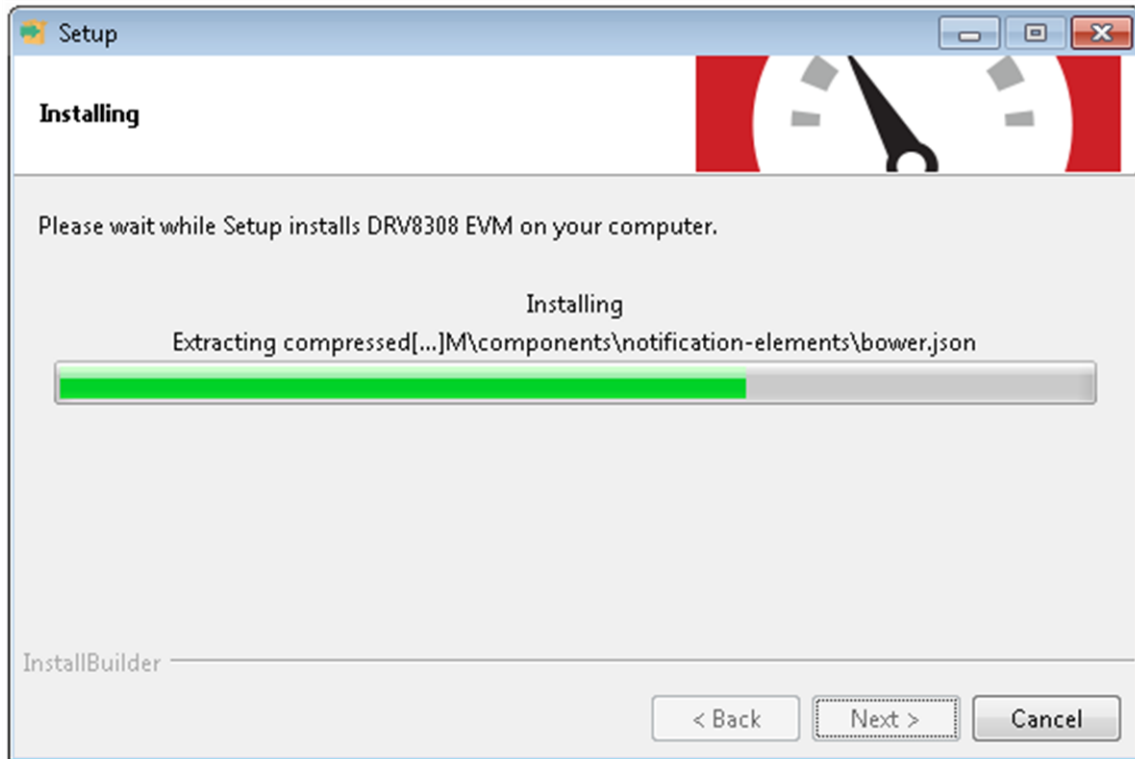 Setup
Installing
Please wait while Setup installs DRV8308 EVM on your computer.
Installing
Extracting compressed[...]M\components\notification-elements\bower.json
InstallBuilder
< Back Next > Cancel